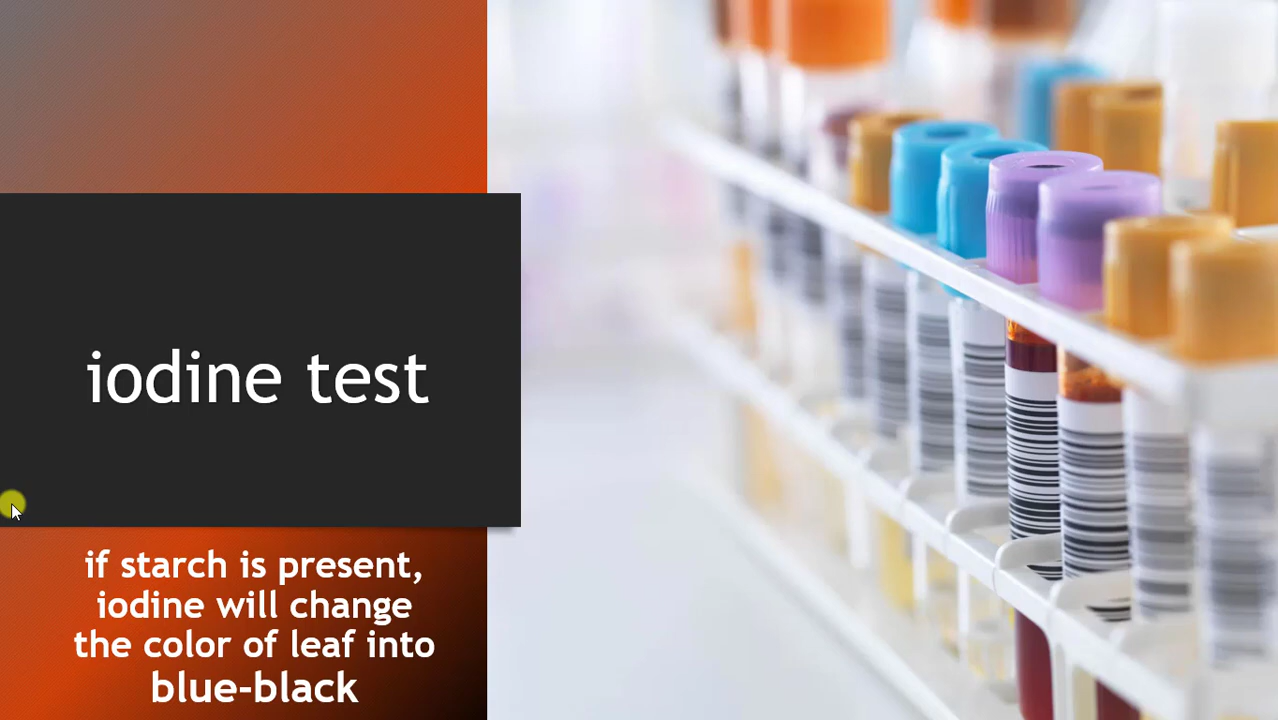 iodine test
if starch is present,
iodine will change
the color of leaf into
blue-black